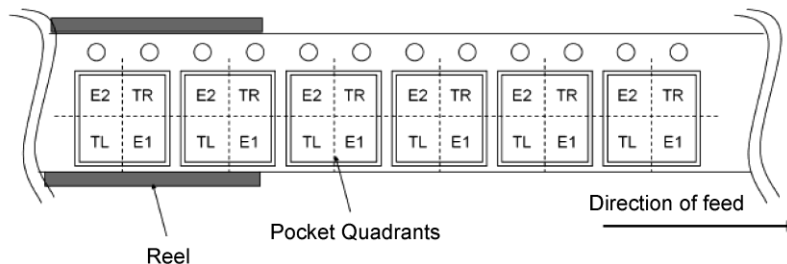 E2 TR E2 TR E2 TR E2 TR E2 TR E2 TR
TL E1 TL E1 TL E1 TL E1 TL E1 TL E1
Direction of feed
Pocket Quadrants
Reel